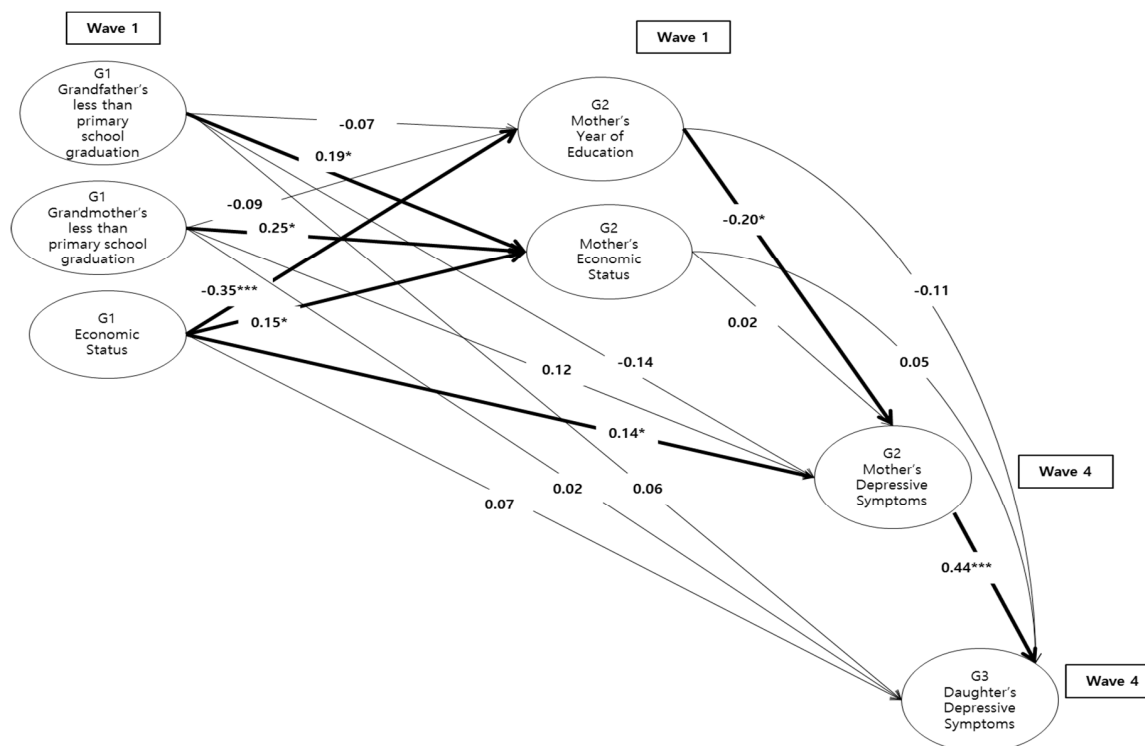 Wave 1
Wave 1
G1
Grandfather's
less than
primary
school
graduation
G2
Mother's
Year of
Education
-0.07
0.19*
-0.09
G1
Grandmother's
less than
primary school
graduation
0.25*
-0.20*
G2
Mother's
Economic
Status
-0.35***
-0.11
G1
Economic
Status
0.15*
0.02
0.12
-0.14
0.05
0.14*
G2
Mother's
Depressive
Symptoms
Wave 4
0.07
0.02
0.06
0.44***
G3
Daughter's
Depressive
Symptoms
Wave 4